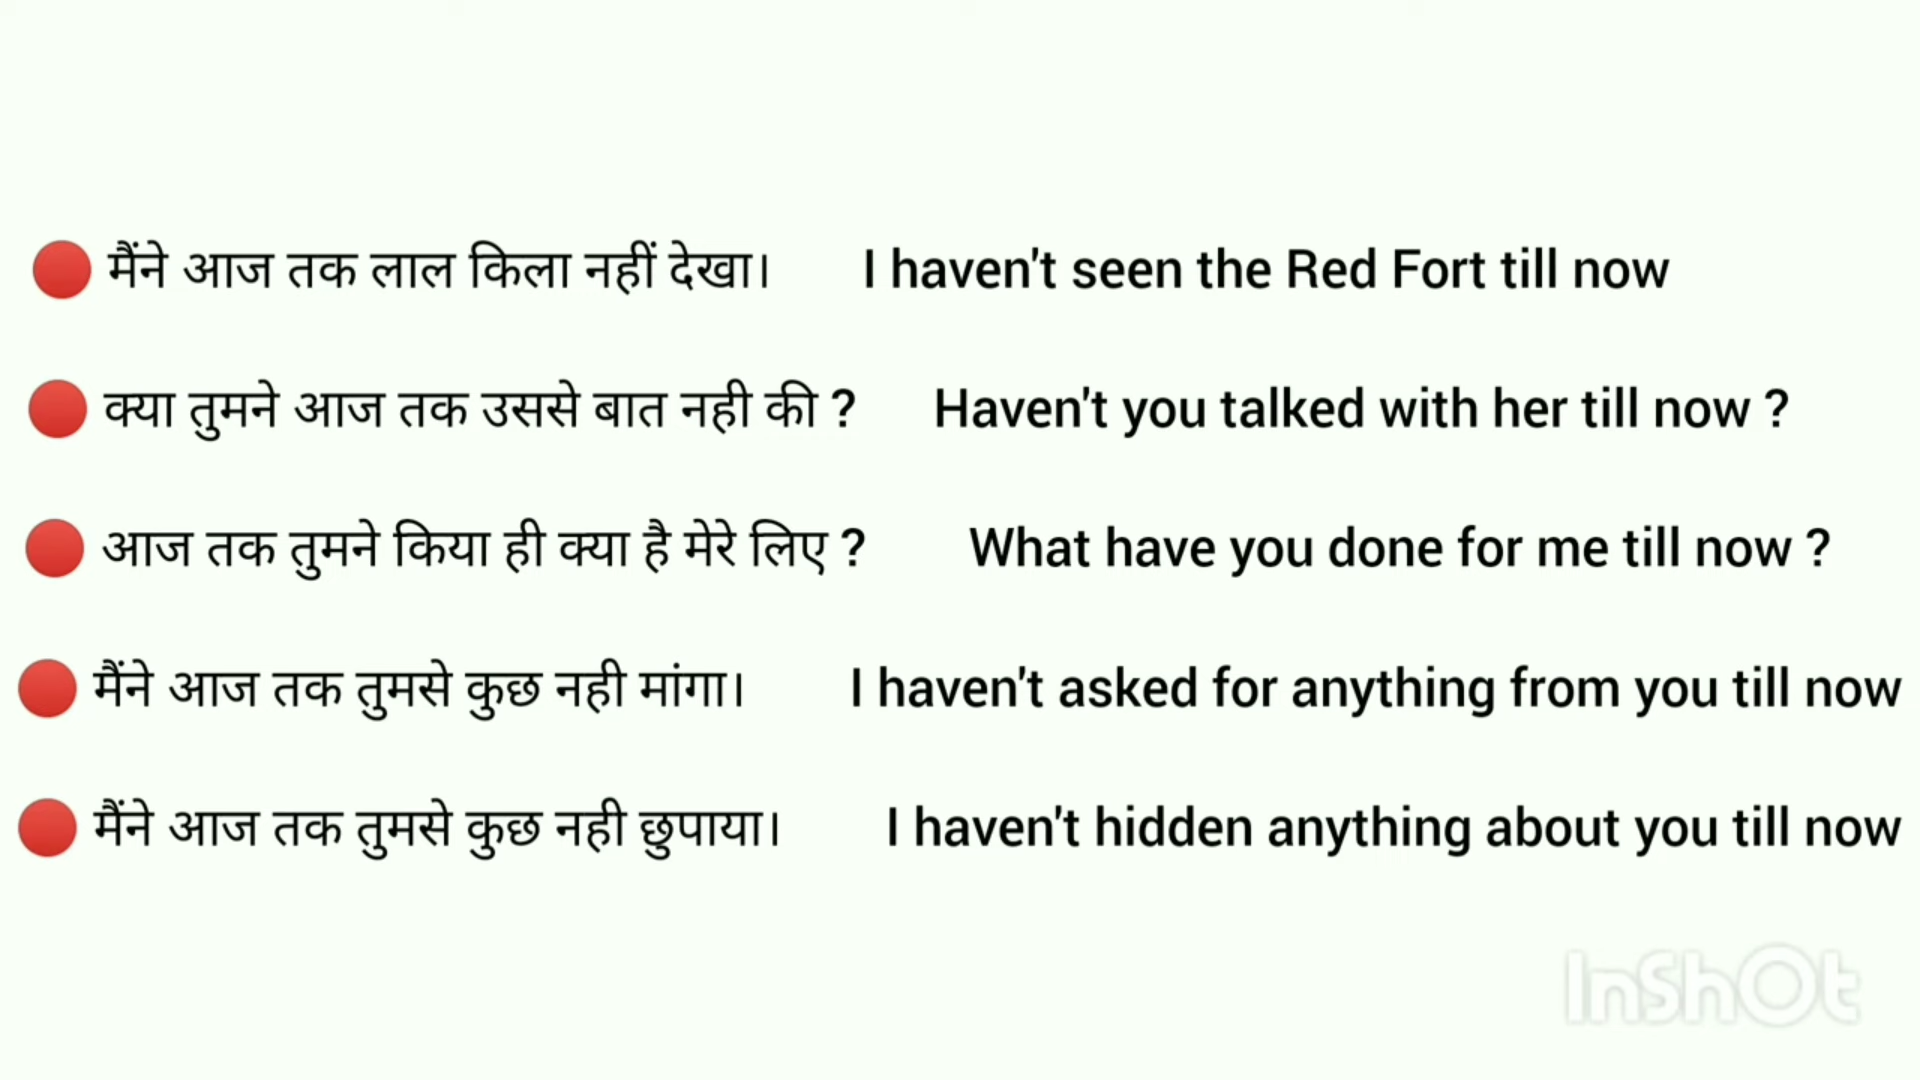 मैंने आज तक लाल किला नहीं देखा। I haven't seen the Red Fort till now
क्या तुमने आज तक उससे बात नही की ? Haven't you talked with her till now ?
आज तक तुमने किया ही क्या है मेरे लिए ? What have you done for me till now ?
मैंने आज तक तुमसे कुछ नही मांगा। I haven't asked for anything from you till now
मैंने आज तक तुमसे कुछ नही छुपाया। I haven't hidden anything about you till now
InShOt